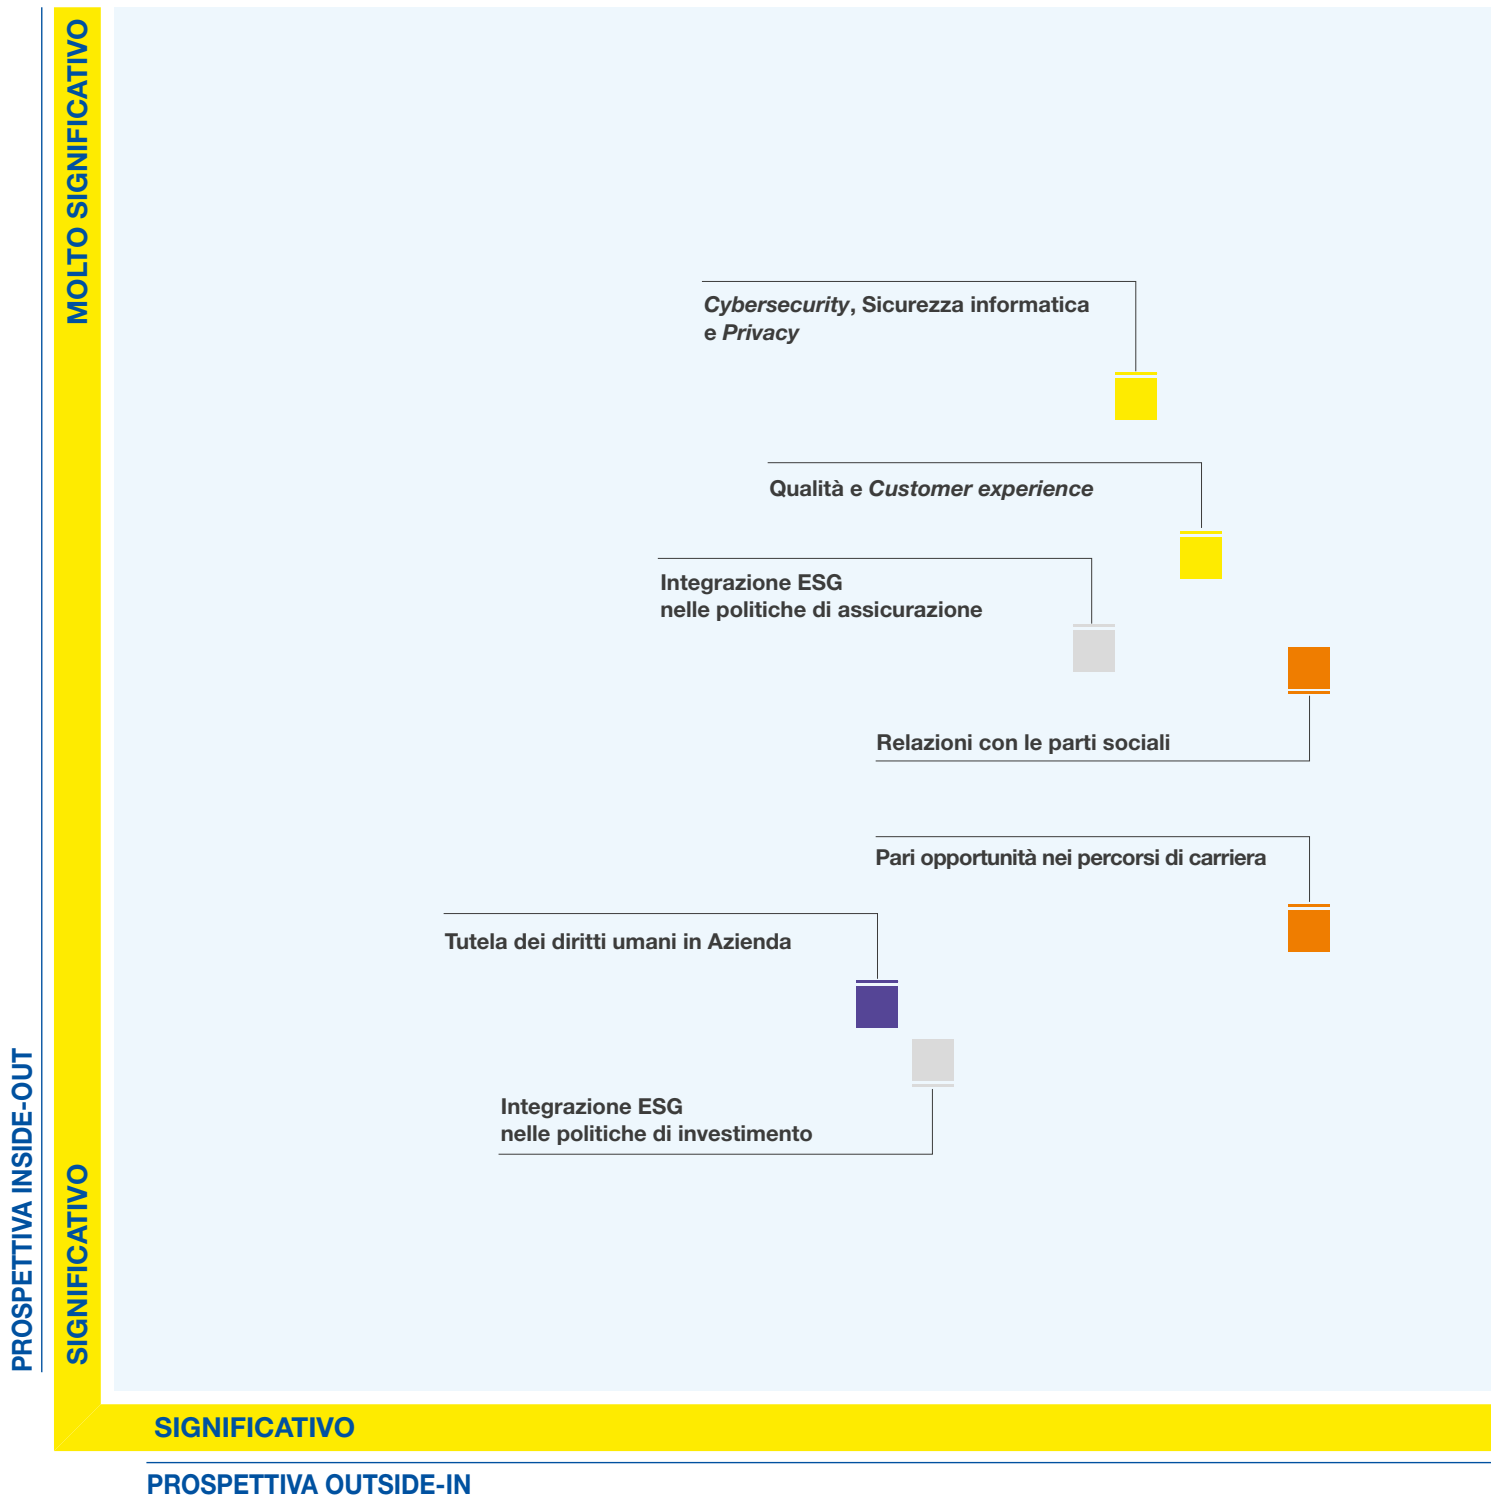 MOLTO SIGNIFICATIVO
Cybersecurity, Sicurezza informatica
e Privacy
Qualità e Customer experience
Integrazione ESG
nelle politiche di assicurazione
Relazioni con le parti sociali
Pari opportunità nei percorsi di carriera
Tutela dei diritti umani in Azienda
Integrazione ESG
nelle politiche di investimento
PROSPETTIVA INSIDE-OUT
SIGNIFICATIVO
SIGNIFICATIVO
PROSPETTIVA OUTSIDE-IN